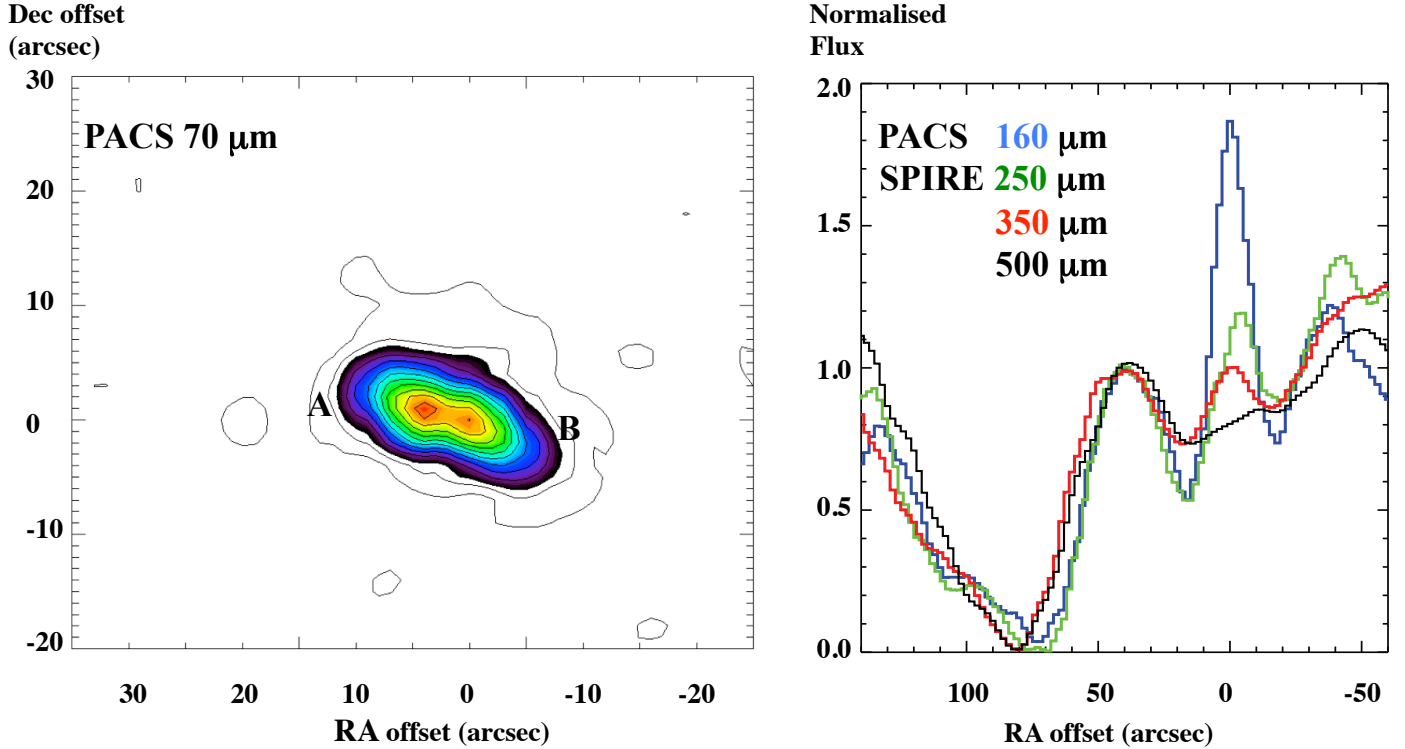 Dec offset
(arcsec)
30
20
10
0
-10
-20
PACS 70 μm
A
B
30 20 10 0 -10 -20
RA offset (arcsec)
Normalised
Flux
2.0
1.5
1.0
0.5
0.0
PACS 160 μm
SPIRE 250 μm
350 μm
500 μm
100 50 0 -50
RA offset (arcsec)